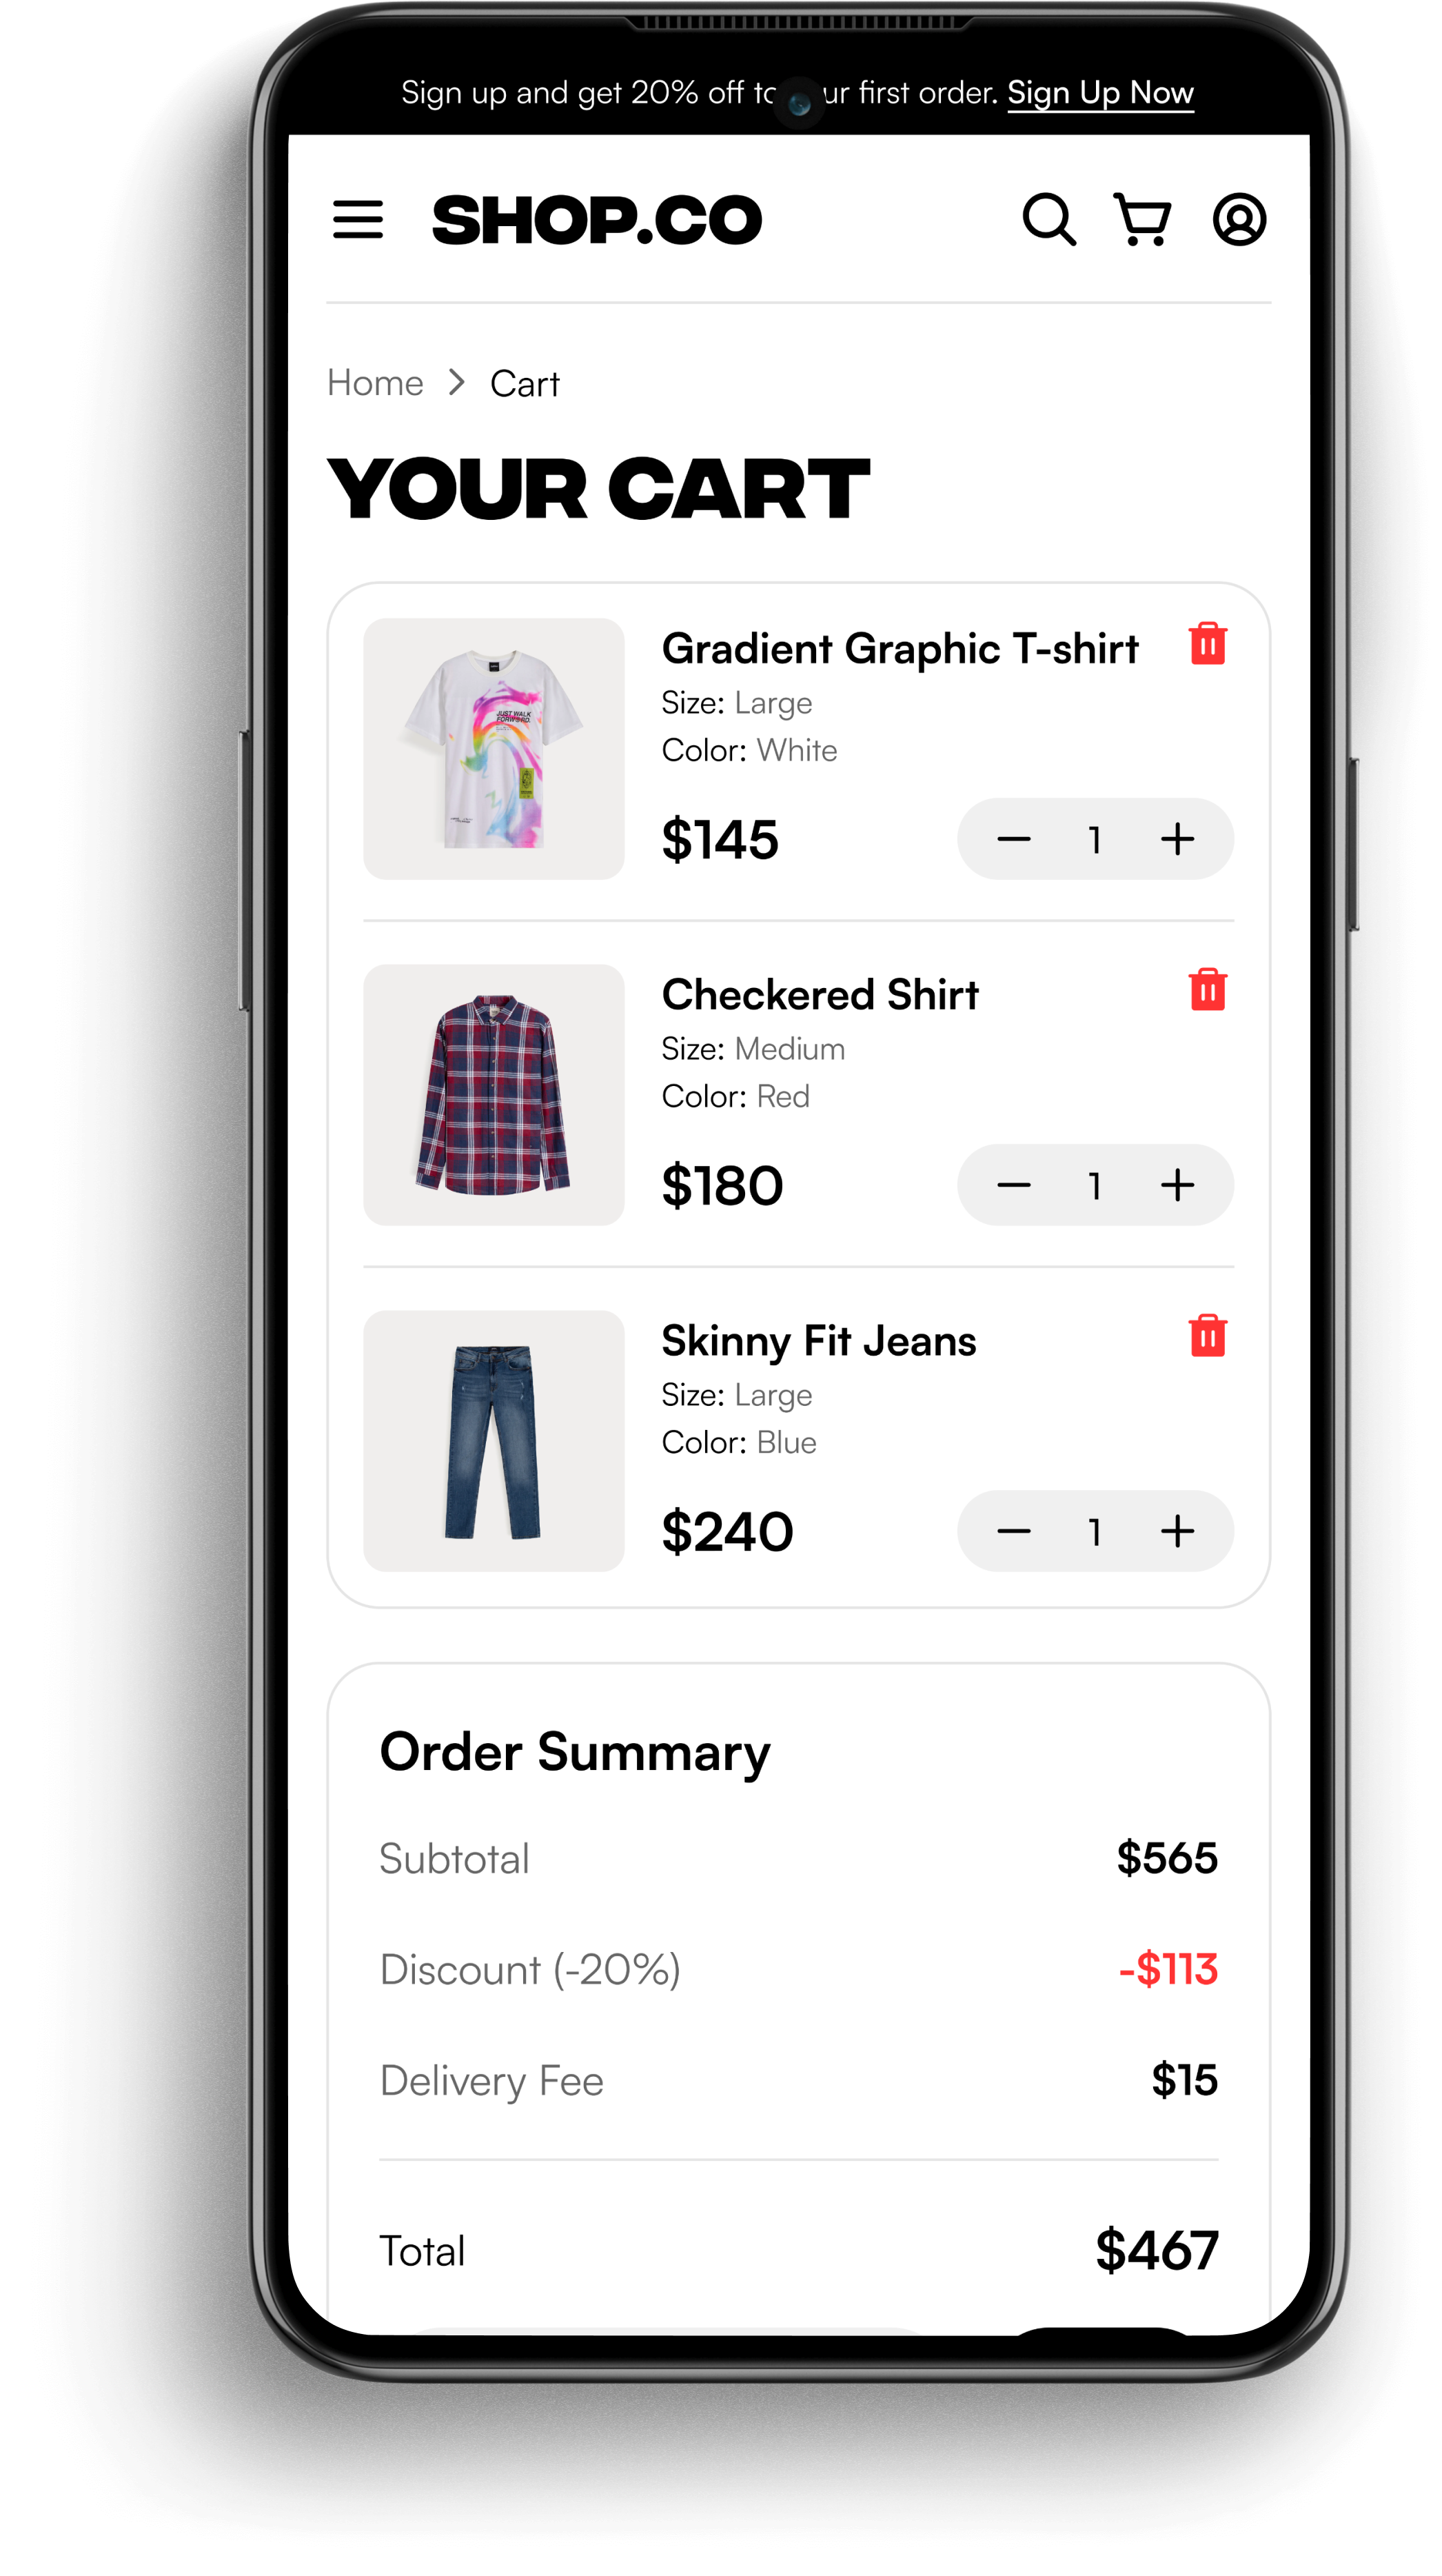 Sign up and get 20% off to ur first order. Sign Up Now
SHOP.CO
Home > Cart
YOUR CART
Gradient Graphic T-shirt
Size: Large
Color: White
JUST WALK
$145
1
Checkered Shirt
Size: Medium
Color: Red
$180
1
Skinny Fit Jeans
Size: Large
Color: Blue
$240
1
Order Summary
Subtotal
$565
Discount (-20%)
-$113
Delivery Fee
$15
Total
$467